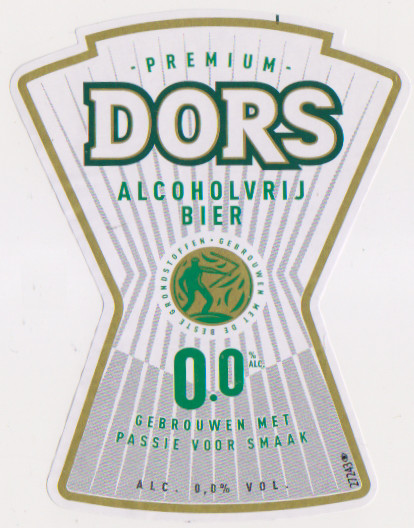 - PREMIUM -
DORS
ALCOHOLVRIJ
BIER
GEBROUWEN MET DE BESTE GRONDSTOFFEN •
0.0 % ALC.
GEBROUWEN MET
PASSIE VOOR SMAAK
ALC. 0,0% VOL.
27243